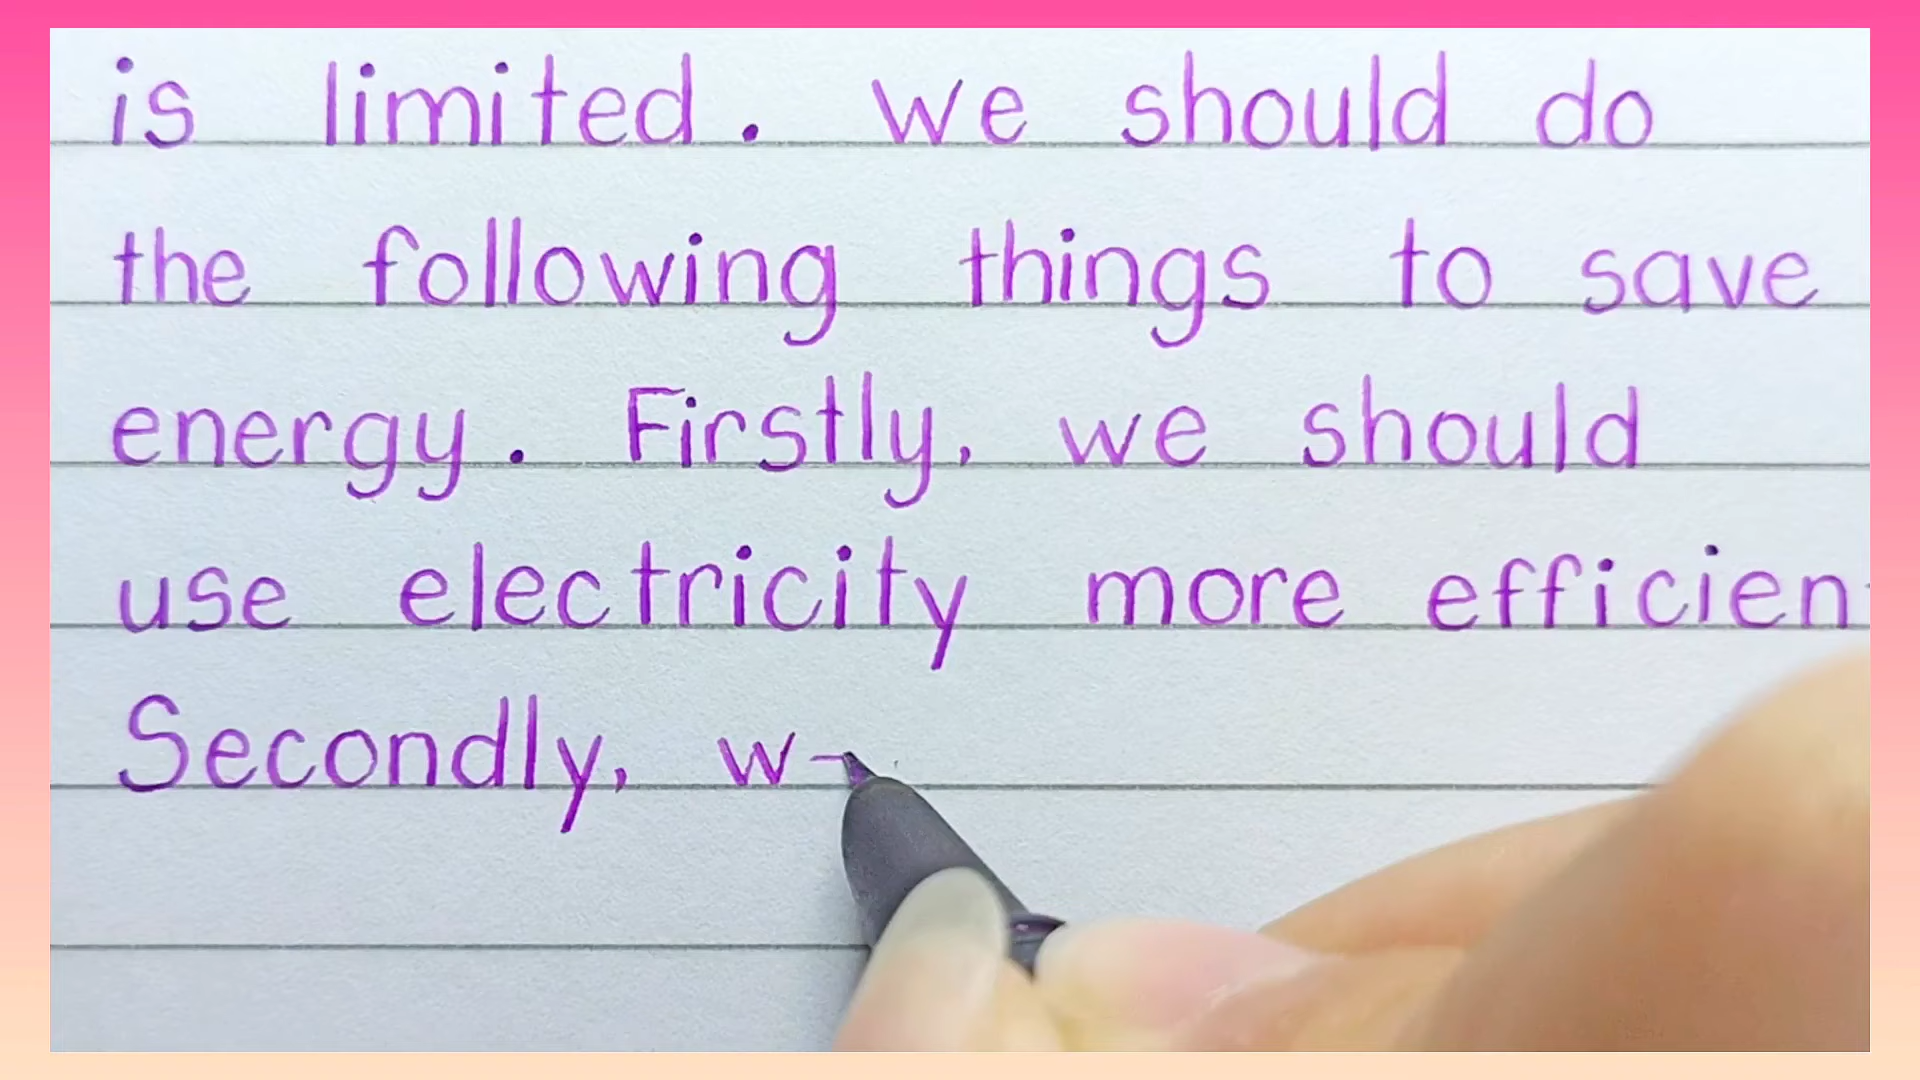 is limited. We should do
the following things to save
energy. Firstly, we should
use electricity more efficien
Secondly, w